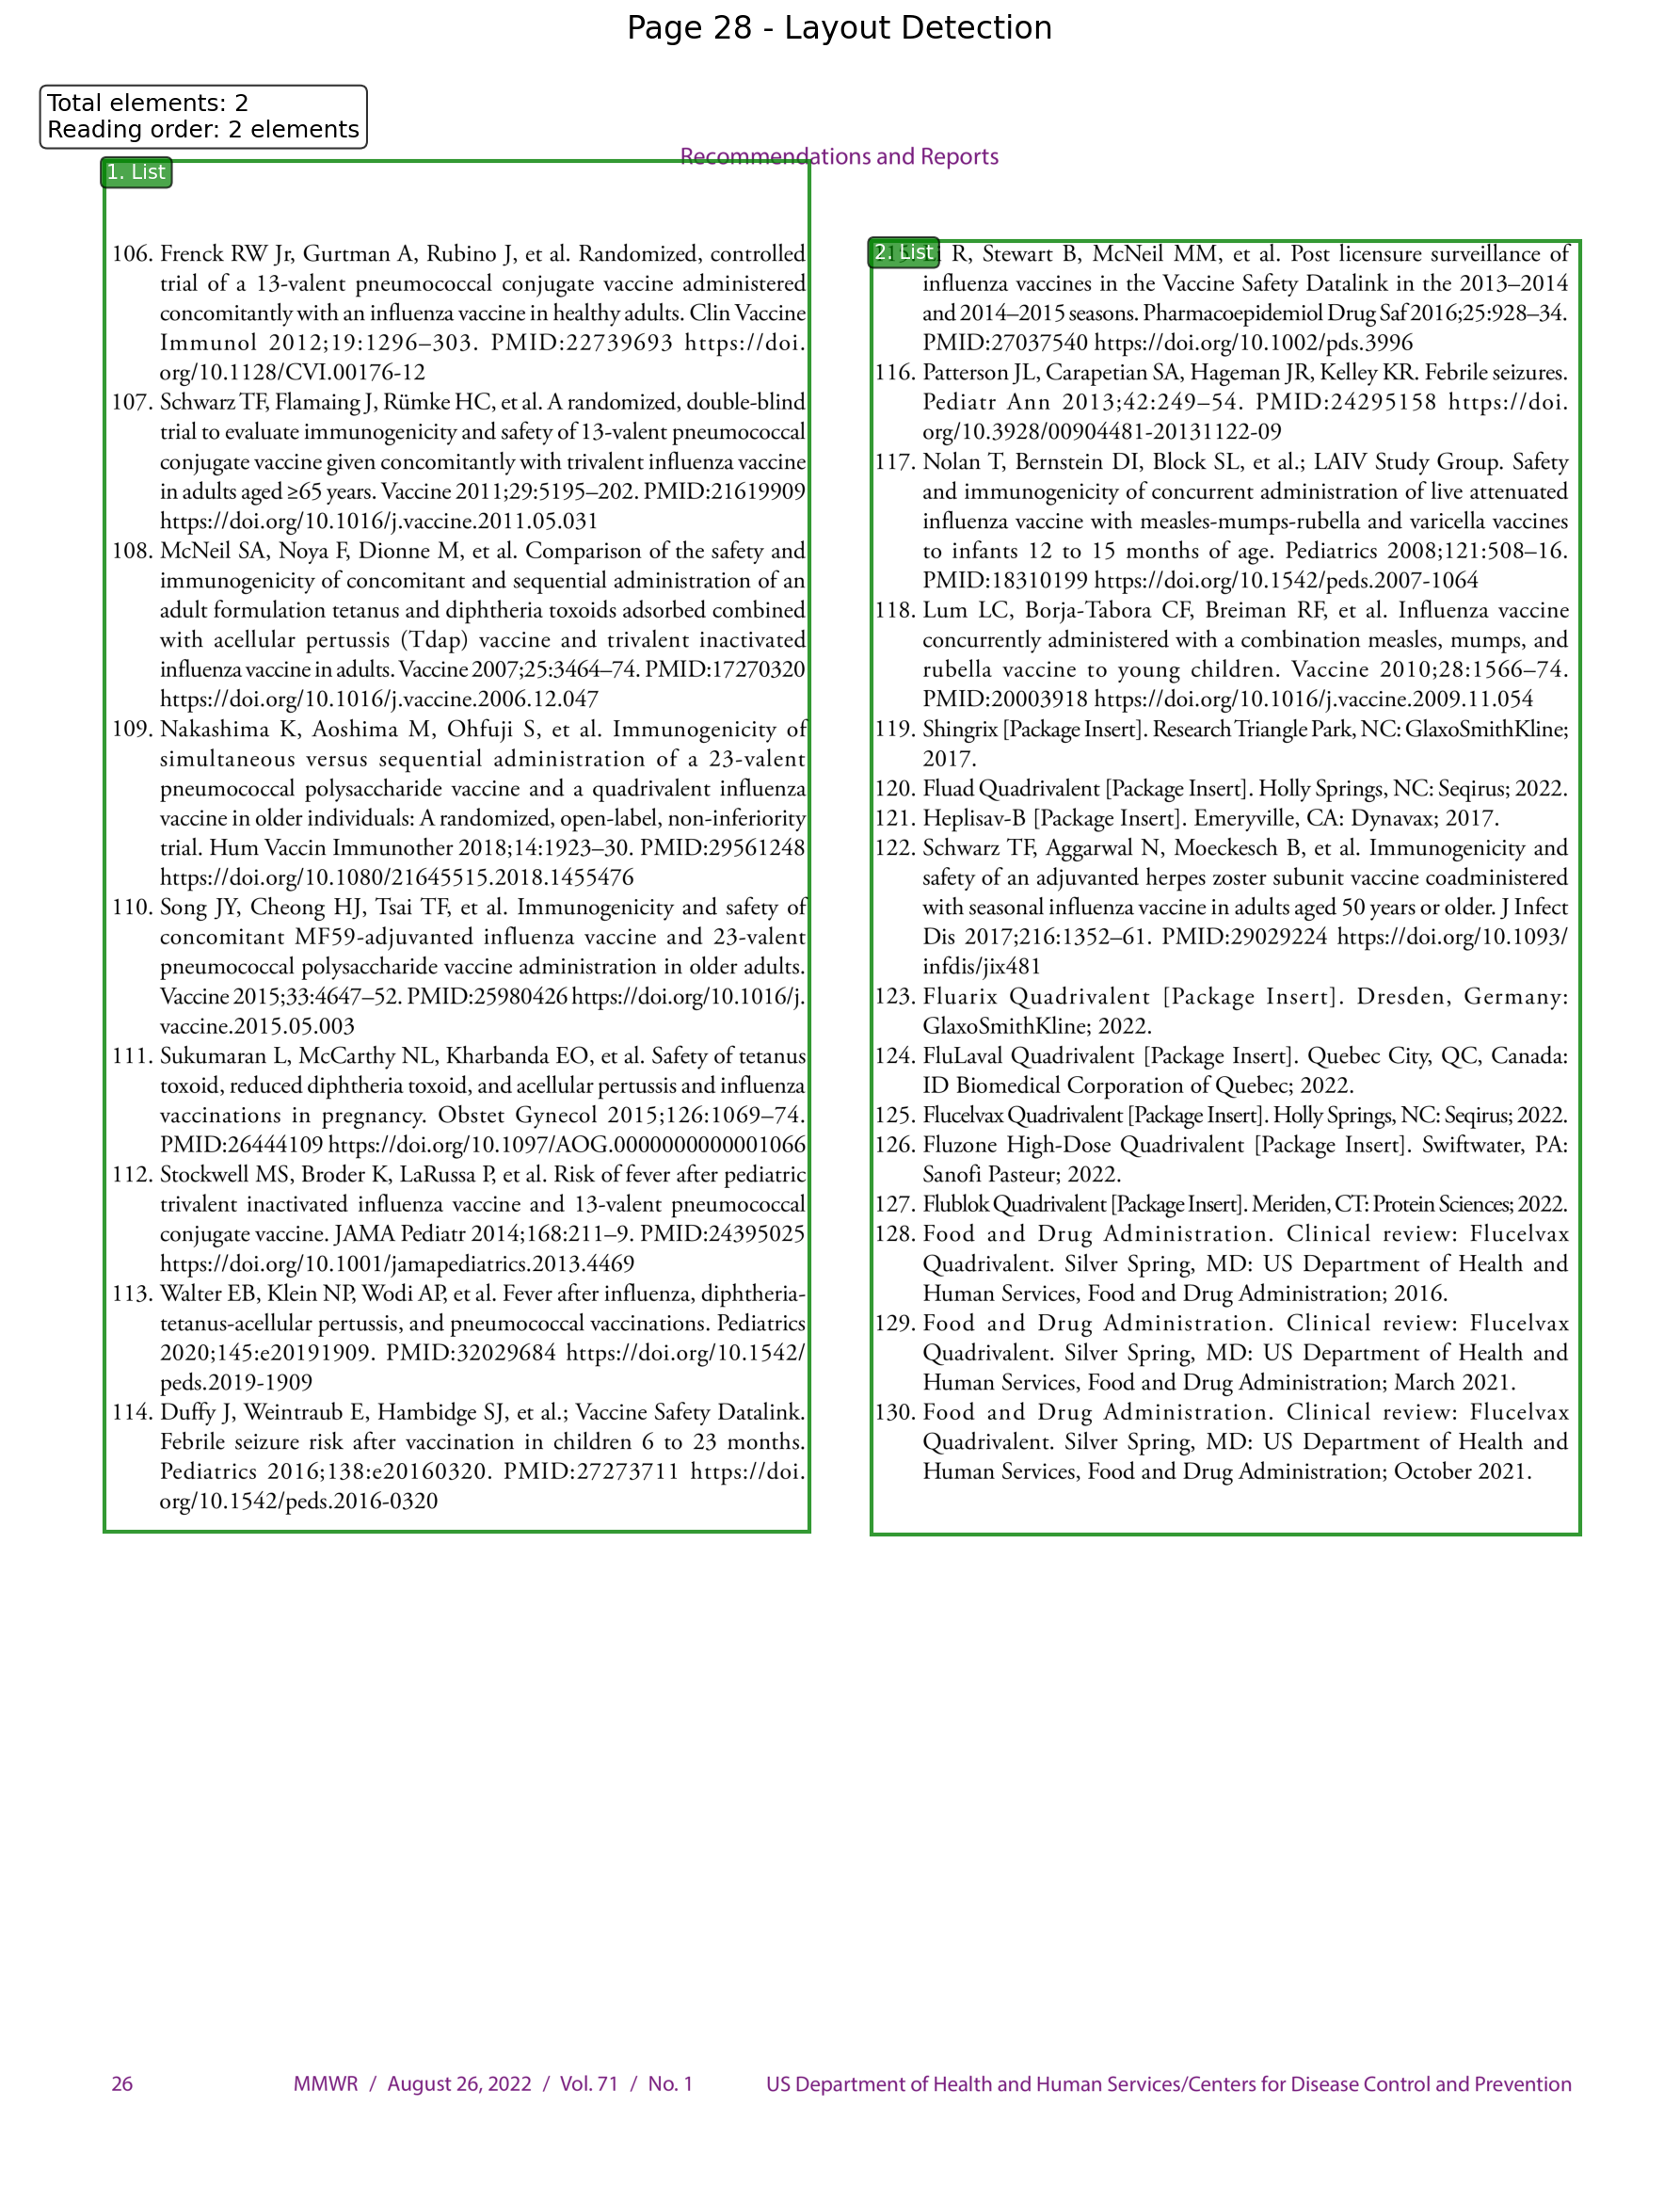 Page 28 - Layout Detection
Total elements: 2
Reading order: 2 elements
Recommendations and Reports
1. List
106. Frenck RW Jr, Gurtman A, Rubino J, et al. Randomized, controlled
trial of a 13-valent pneumococcal conjugate vaccine administered
concomitantly with an influenza vaccine in healthy adults. Clin Vaccine
Immunol 2012;19:1296–303. PMID:22739693 https://doi.
org/10.1128/CVI.00176-12
107. Schwarz TF, Flamaing J, Rümke HC, et al. A randomized, double-blind
trial to evaluate immunogenicity and safety of 13-valent pneumococcal
conjugate vaccine given concomitantly with trivalent influenza vaccine
in adults aged ≥65 years. Vaccine 2011;29:5195–202. PMID:21619909
https://doi.org/10.1016/j.vaccine.2011.05.031
108. McNeil SA, Noya F, Dionne M, et al. Comparison of the safety and
immunogenicity of concomitant and sequential administration of an
adult formulation tetanus and diphtheria toxoids adsorbed combined
with acellular pertussis (Tdap) vaccine and trivalent inactivated
influenza vaccine in adults. Vaccine 2007;25:3464–74. PMID:17270320
https://doi.org/10.1016/j.vaccine.2006.12.047
109. Nakashima K, Aoshima M, Ohfuji S, et al. Immunogenicity of
simultaneous versus sequential administration of a 23-valent
pneumococcal polysaccharide vaccine and a quadrivalent influenza
vaccine in older individuals: A randomized, open-label, non-inferiority
trial. Hum Vaccin Immunother 2018;14:1923–30. PMID:29561248
https://doi.org/10.1080/21645515.2018.1455476
110. Song JY, Cheong HJ, Tsai TF, et al. Immunogenicity and safety of
concomitant MF59-adjuvanted influenza vaccine and 23-valent
pneumococcal polysaccharide vaccine administration in older adults.
Vaccine 2015;33:4647–52. PMID:25980426 https://doi.org/10.1016/j.
vaccine.2015.05.003
111. Sukumaran L, McCarthy NL, Kharbanda EO, et al. Safety of tetanus
toxoid, reduced diphtheria toxoid, and acellular pertussis and influenza
vaccinations in pregnancy. Obstet Gynecol 2015;126:1069–74.
PMID:26444109 https://doi.org/10.1097/AOG.0000000000001066
112. Stockwell MS, Broder K, LaRussa P, et al. Risk of fever after pediatric
trivalent inactivated influenza vaccine and 13-valent pneumococcal
conjugate vaccine. JAMA Pediatr 2014;168:211–9. PMID:24395025
https://doi.org/10.1001/jamapediatrics.2013.4469
113. Walter EB, Klein NP, Wodi AP, et al. Fever after influenza, diphtheria-
tetanus-acellular pertussis, and pneumococcal vaccinations. Pediatrics
2020;145:e20191909. PMID:32029684 https://doi.org/10.1542/
peds.2019-1909
114. Duffy J, Weintraub E, Hambidge SJ, et al.; Vaccine Safety Datalink.
Febrile seizure risk after vaccination in children 6 to 23 months.
Pediatrics 2016;138:e20160320. PMID:27273711 https://doi.
org/10.1542/peds.2016-0320
2. List
R, Stewart B, McNeil MM, et al. Post licensure surveillance of
influenza vaccines in the Vaccine Safety Datalink in the 2013–2014
and 2014–2015 seasons. Pharmacoepidemiol Drug Saf 2016;25:928–34.
PMID:27037540 https://doi.org/10.1002/pds.3996
116. Patterson JL, Carapetian SA, Hageman JR, Kelley KR. Febrile seizures.
Pediatr Ann 2013;42:249–54. PMID:24295158 https://doi.
org/10.3928/00904481-20131122-09
117. Nolan T, Bernstein DI, Block SL, et al.; LAIV Study Group. Safety
and immunogenicity of concurrent administration of live attenuated
influenza vaccine with measles-mumps-rubella and varicella vaccines
to infants 12 to 15 months of age. Pediatrics 2008;121:508–16.
PMID:18310199 https://doi.org/10.1542/peds.2007-1064
118. Lum LC, Borja-Tabora CF, Breiman RF, et al. Influenza vaccine
concurrently administered with a combination measles, mumps, and
rubella vaccine to young children. Vaccine 2010;28:1566–74.
PMID:20003918 https://doi.org/10.1016/j.vaccine.2009.11.054
119. Shingrix [Package Insert]. Research Triangle Park, NC: GlaxoSmithKline;
2017.
120. Fluad Quadrivalent [Package Insert]. Holly Springs, NC: Seqirus; 2022.
121. Heplisav-B [Package Insert]. Emeryville, CA: Dynavax; 2017.
122. Schwarz TF, Aggarwal N, Moeckesch B, et al. Immunogenicity and
safety of an adjuvanted herpes zoster subunit vaccine coadministered
with seasonal influenza vaccine in adults aged 50 years or older. J Infect
Dis 2017;216:1352–61. PMID:29029224 https://doi.org/10.1093/
infdis/jix481
123. Fluarix Quadrivalent [Package Insert]. Dresden, Germany:
GlaxoSmithKline; 2022.
124. FluLaval Quadrivalent [Package Insert]. Quebec City, QC, Canada:
ID Biomedical Corporation of Quebec; 2022.
125. Flucelvax Quadrivalent [Package Insert]. Holly Springs, NC: Seqirus; 2022.
126. Fluzone High-Dose Quadrivalent [Package Insert]. Swiftwater, PA:
Sanofi Pasteur; 2022.
127. Flublok Quadrivalent [Package Insert]. Meriden, CT: Protein Sciences; 2022.
128. Food and Drug Administration. Clinical review: Flucelvax
Quadrivalent. Silver Spring, MD: US Department of Health and
Human Services, Food and Drug Administration; 2016.
129. Food and Drug Administration. Clinical review: Flucelvax
Quadrivalent. Silver Spring, MD: US Department of Health and
Human Services, Food and Drug Administration; March 2021.
130. Food and Drug Administration. Clinical review: Flucelvax
Quadrivalent. Silver Spring, MD: US Department of Health and
Human Services, Food and Drug Administration; October 2021.
26 MMWR / August 26, 2022 / Vol. 71 / No. 1 US Department of Health and Human Services/Centers for Disease Control and Prevention